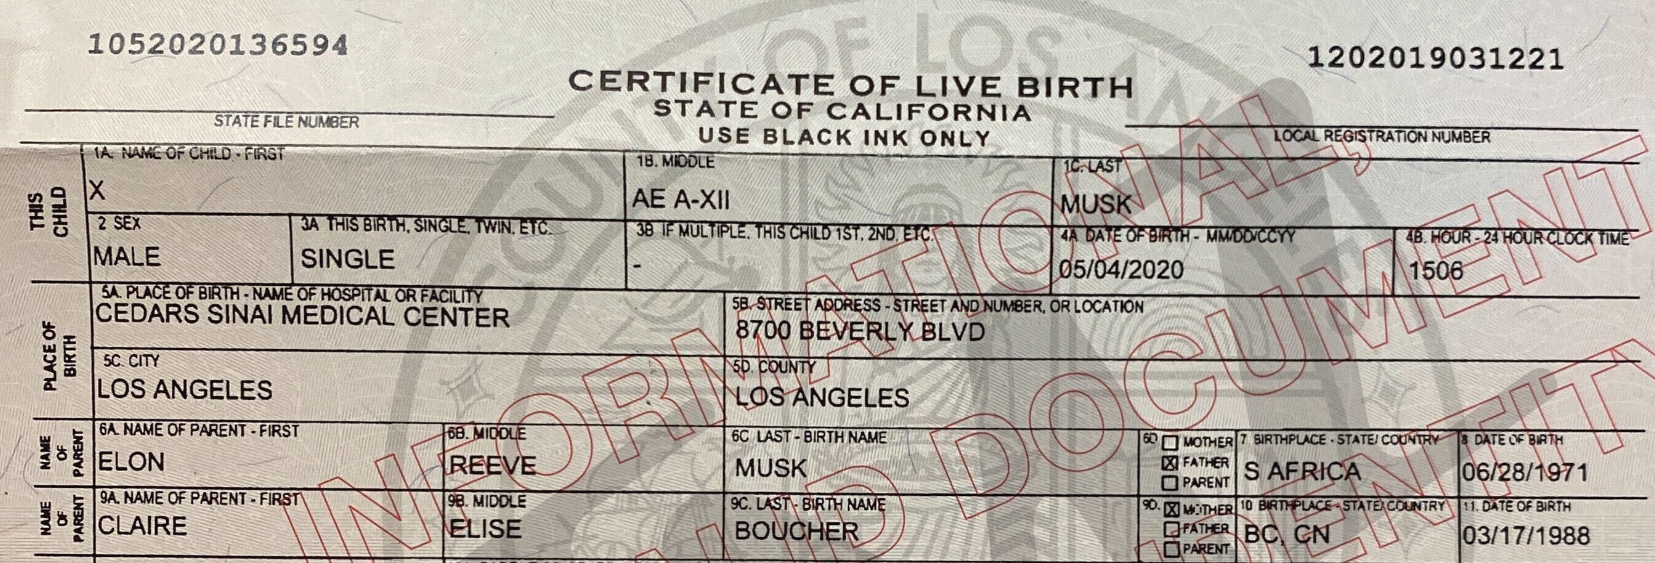 1052020136594
1202019031221
CERTIFICATE OF LIVE BIRTH
STATE OF CALIFORNIA
USE BLACK INK ONLY
STATE FILE NUMBER
LOCAL REGISTRATION NUMBER
THIS CHILD
1A. NAME OF CHILD - FIRST
X
1B. MIDDLE
AE A-XII
1C. LAST
MUSK
2 SEX
MALE
3A THIS BIRTH, SINGLE, TWIN, ETC.
SINGLE
3B IF MULTIPLE, THIS CHILD 1ST, 2ND, ETC.
-
4A DATE OF BIRTH - MM/DD/CCYY
05/04/2020
4B. HOUR - 24 HOUR CLOCK TIME
1506
PLACE OF BIRTH
5A. PLACE OF BIRTH - NAME OF HOSPITAL OR FACILITY
CEDARS SINAI MEDICAL CENTER
5B. STREET ADDRESS - STREET AND NUMBER, OR LOCATION
8700 BEVERLY BLVD
5C. CITY
LOS ANGELES
5D. COUNTY
LOS ANGELES
NAME OF PARENT
6A. NAME OF PARENT - FIRST
ELON
6B. MIDDLE
REEVE
6C LAST - BIRTH NAME
MUSK
6D MOTHER
FATHER
PARENT
7 BIRTHPLACE - STATE/ COUNTRY
S AFRICA
8 DATE OF BIRTH
06/28/1971
NAME OF PARENT
9A. NAME OF PARENT - FIRST
CLAIRE
9B. MIDDLE
ELISE
9C. LAST - BIRTH NAME
BOUCHER
9D. MOTHER
FATHER
PARENT
10 BIRTHPLACE - STATE/ COUNTRY
BC, CN
11. DATE OF BIRTH
03/17/1988
INFORMATIONAL,
DOCUMENT
COUNTY OF LOS ANGELES